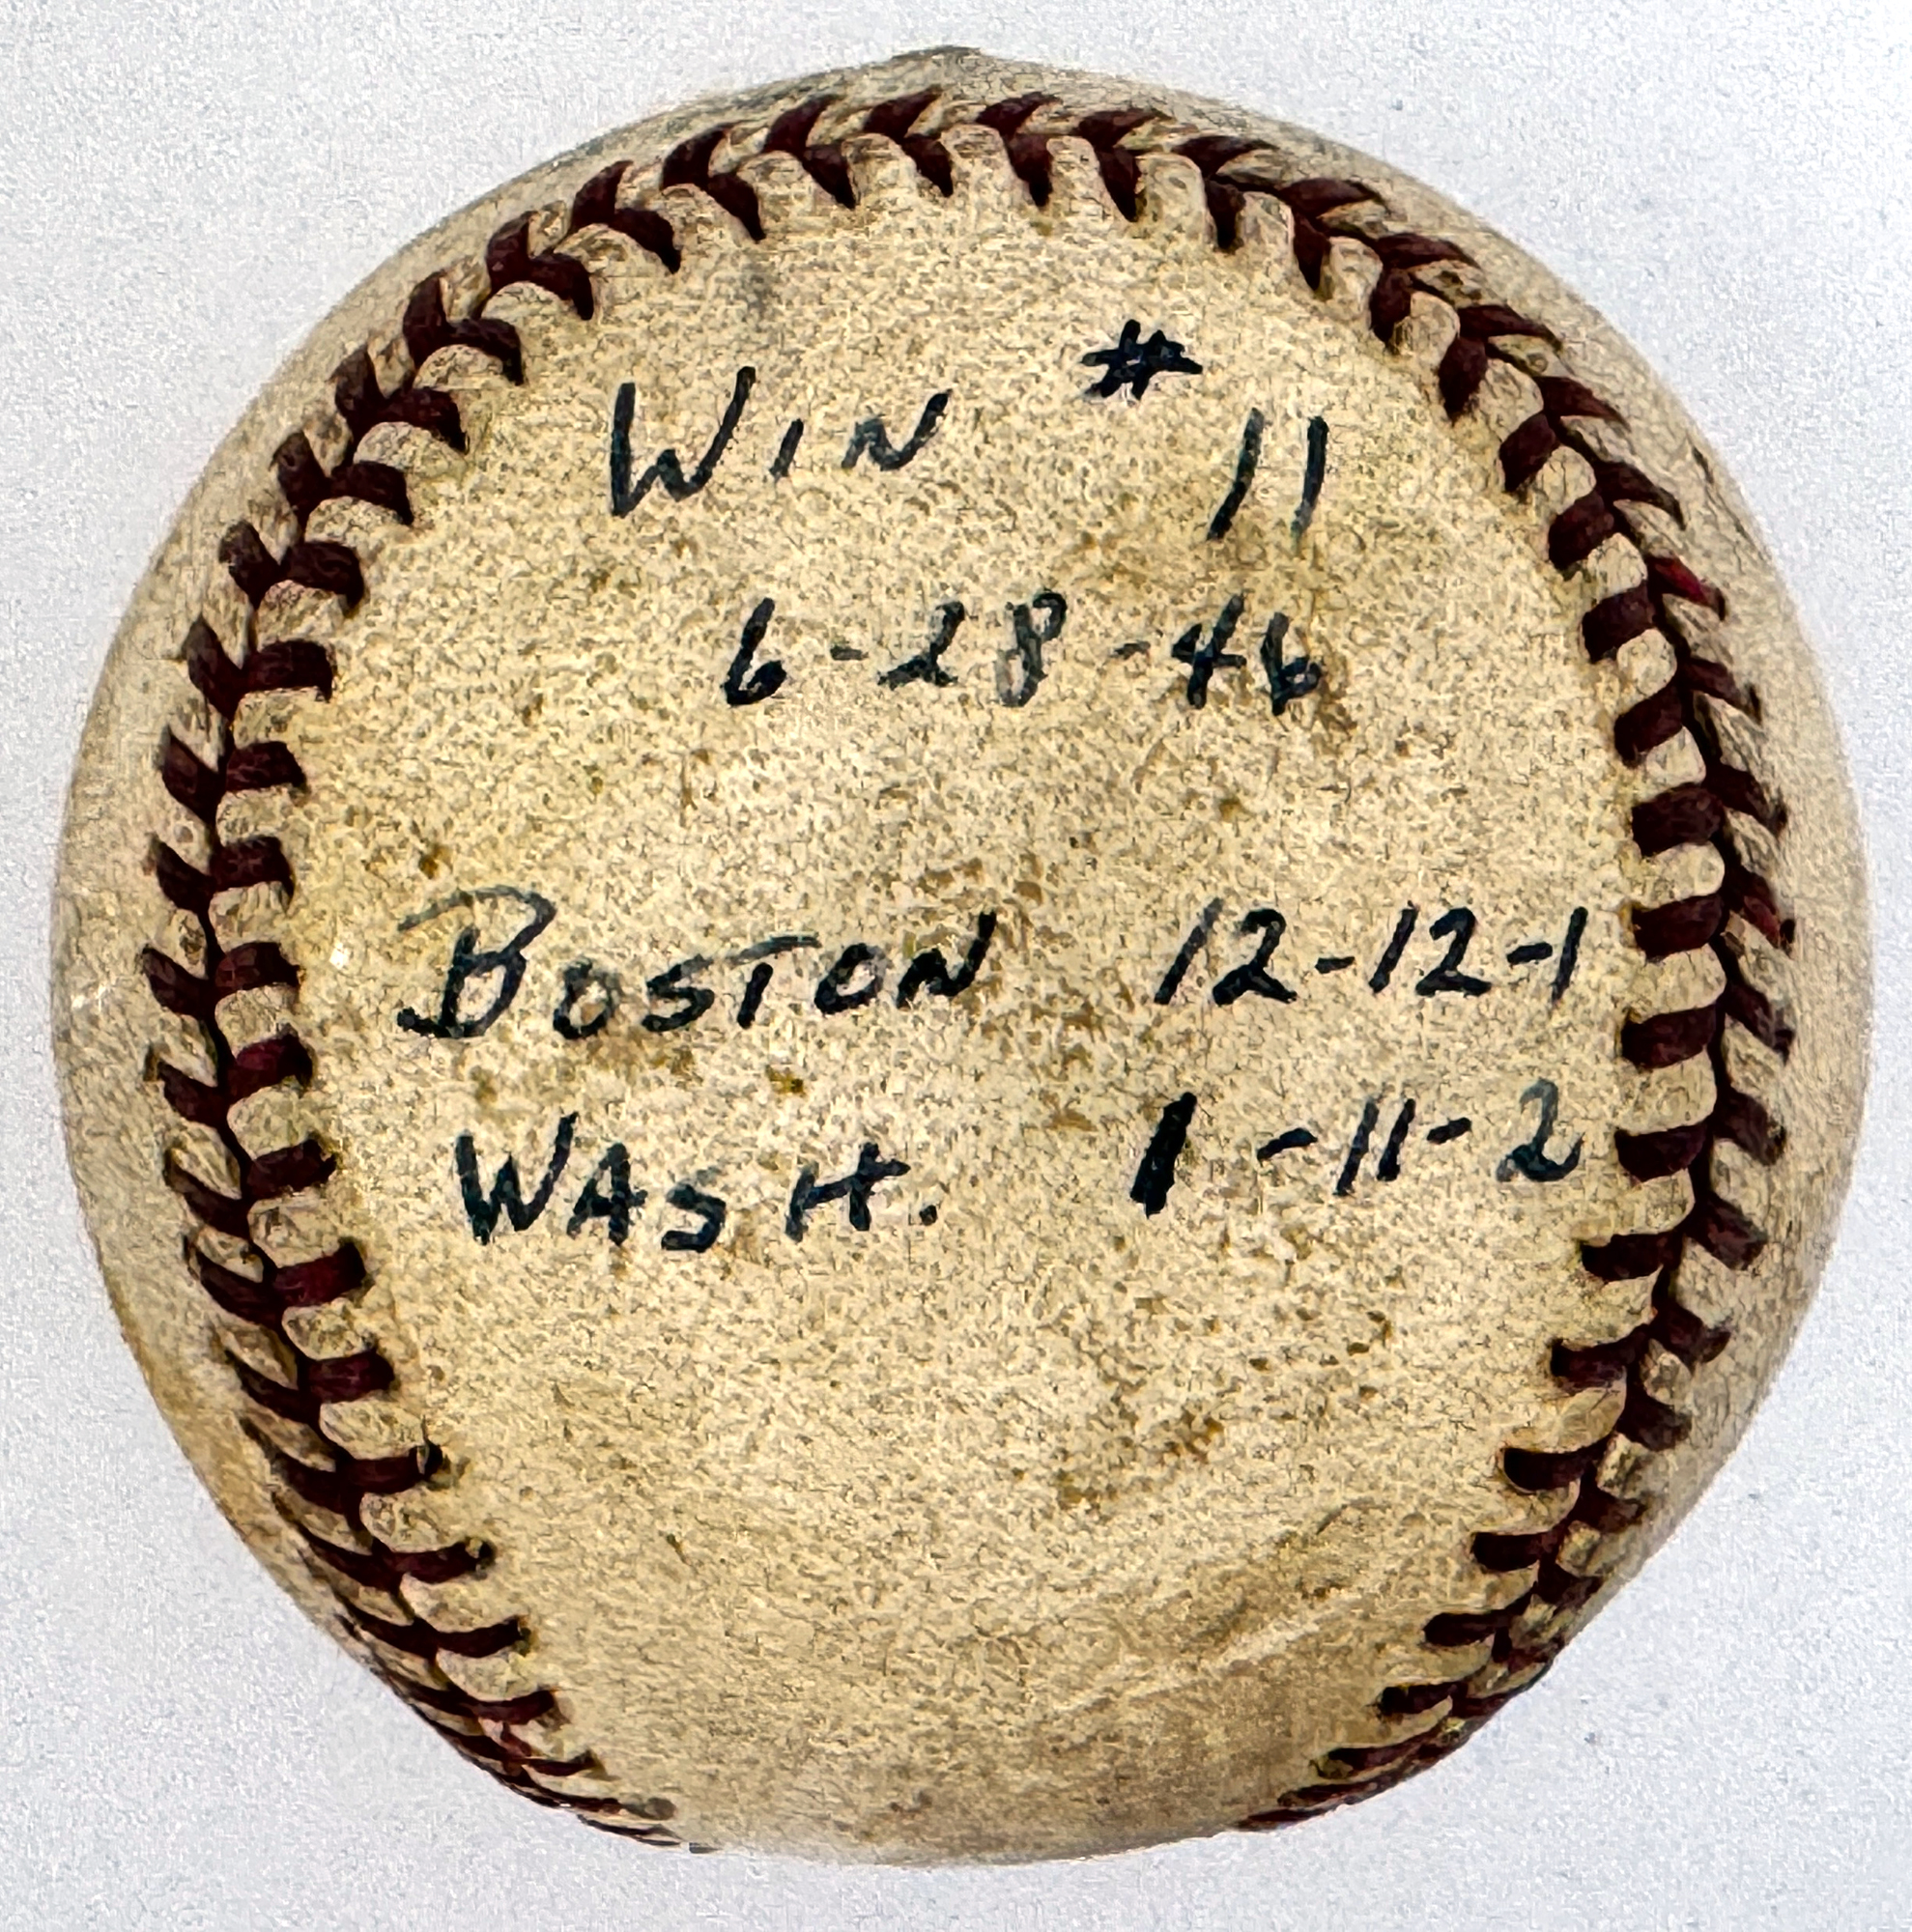 WIN # 11
6-28-46
BOSTON 12-12-1
WASH. 1-11-2